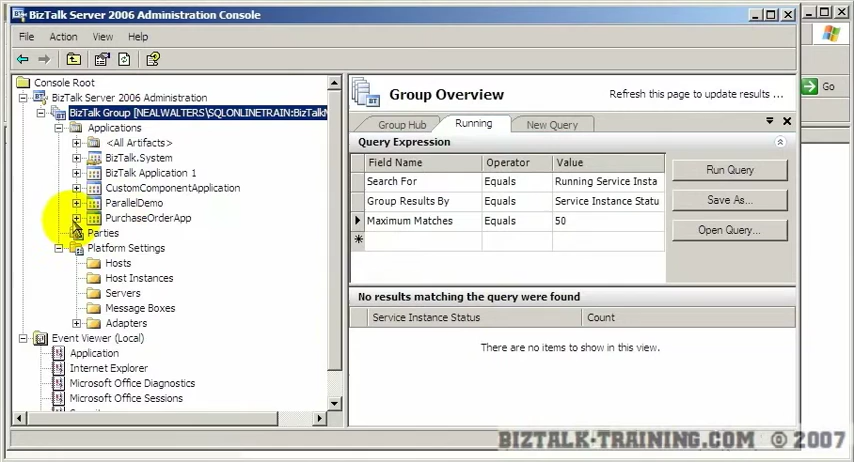 BizTalk Server 2006 Administration Console
File Action View Help
Console Root
BizTalk Server 2006 Administration
BizTalk Group [NEALWALTERS\SQLONLINETRAIN:BizTalkM
Applications
<All Artifacts>
BizTalk.System
BizTalk Application 1
CustomComponentApplication
ParallelDemo
PurchaseOrderApp
Parties
Platform Settings
Hosts
Host Instances
Servers
Message Boxes
Adapters
Event Viewer (Local)
Application
Internet Explorer
Microsoft Office Diagnostics
Microsoft Office Sessions
Group Overview
Refresh this page to update results ...
Group Hub Running New Query
Query Expression
Field Name Operator Value
Search For Equals Running Service Insta
Group Results By Equals Service Instance Statu
Maximum Matches Equals 50
Run Query
Save As...
Open Query...
No results matching the query were found
Service Instance Status Count
There are no items to show in this view.
Go
BIZTALK-TRAINING.COM © 2007